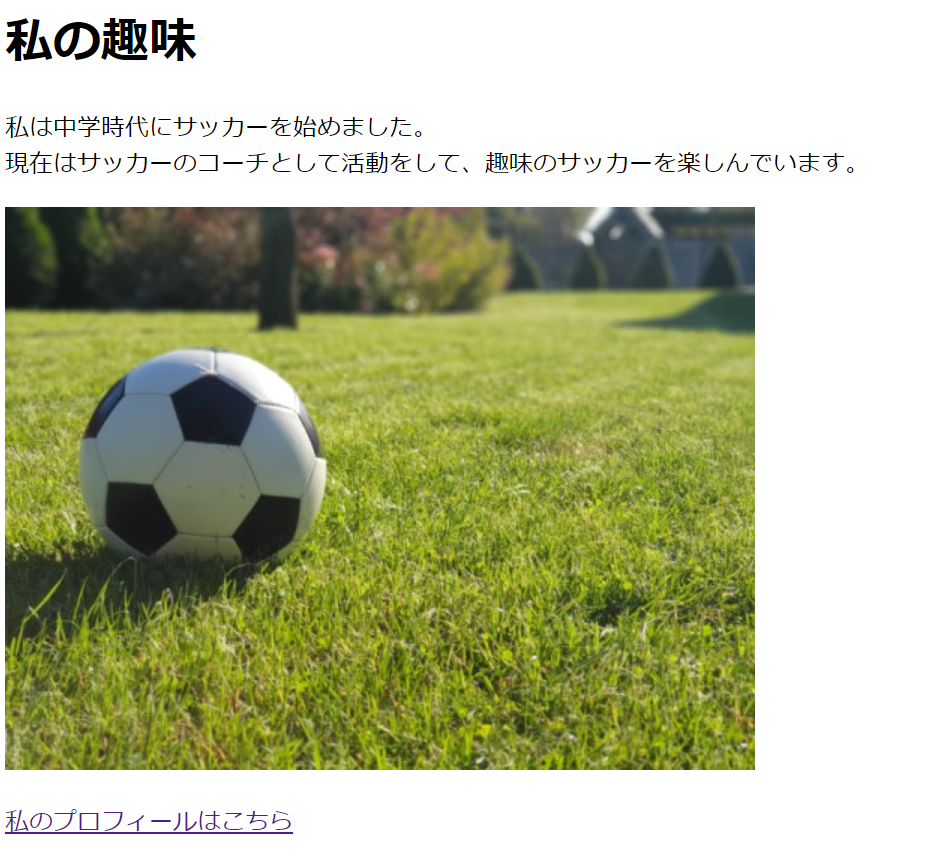 私の趣味
私は中学時代にサッカーを始めました。
現在はサッカーのコーチとして活動をして、趣味のサッカーを楽しんでいます。
私のプロフィールはこちら